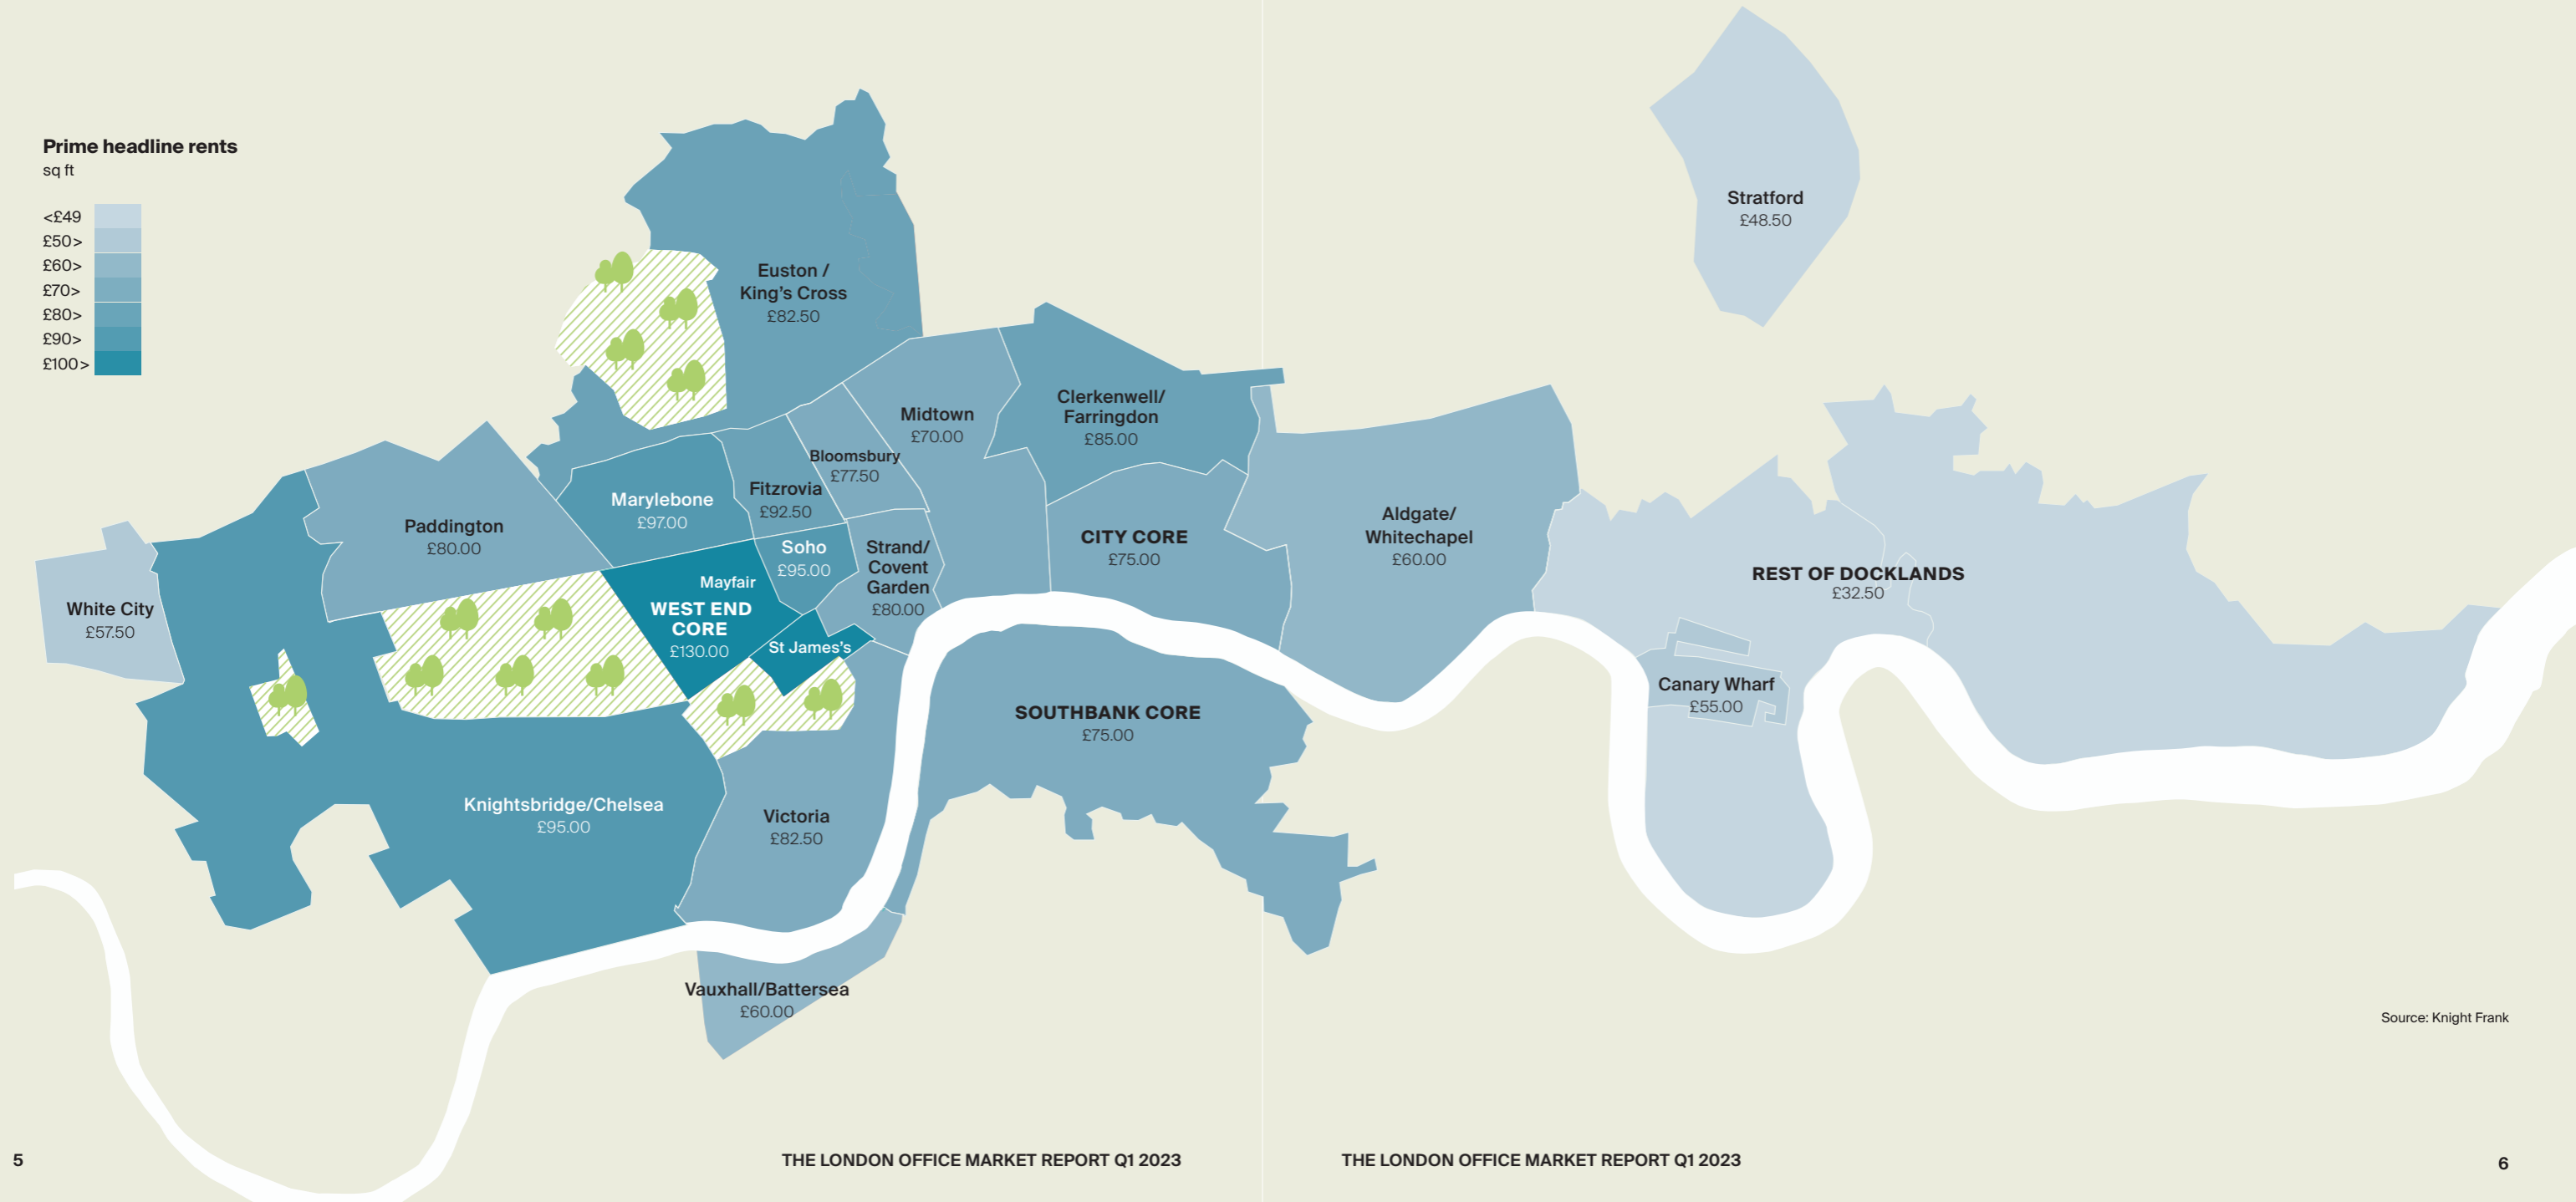 Prime headline rents
sq ft
<£49
£50>
£60>
£70>
£80>
£90>
£100>
Stratford
£48.50
Euston /
King’s Cross
£82.50
Midtown
£70.00
Clerkenwell/
Farringdon
£85.00
Bloomsbury
£77.50
Fitzrovia
£92.50
Marylebone
£97.00
Paddington
£80.00
Soho
£95.00
Strand/
Covent
Garden
£80.00
CITY CORE
£75.00
Aldgate/
Whitechapel
£60.00
REST OF DOCKLANDS
£32.50
White City
£57.50
Mayfair
WEST END
CORE
£130.00
St James’s
Canary Wharf
£55.00
SOUTHBANK CORE
£75.00
Knightsbridge/Chelsea
£95.00
Victoria
£82.50
Vauxhall/Battersea
£60.00
Source: Knight Frank
5
THE LONDON OFFICE MARKET REPORT Q1 2023
THE LONDON OFFICE MARKET REPORT Q1 2023
6